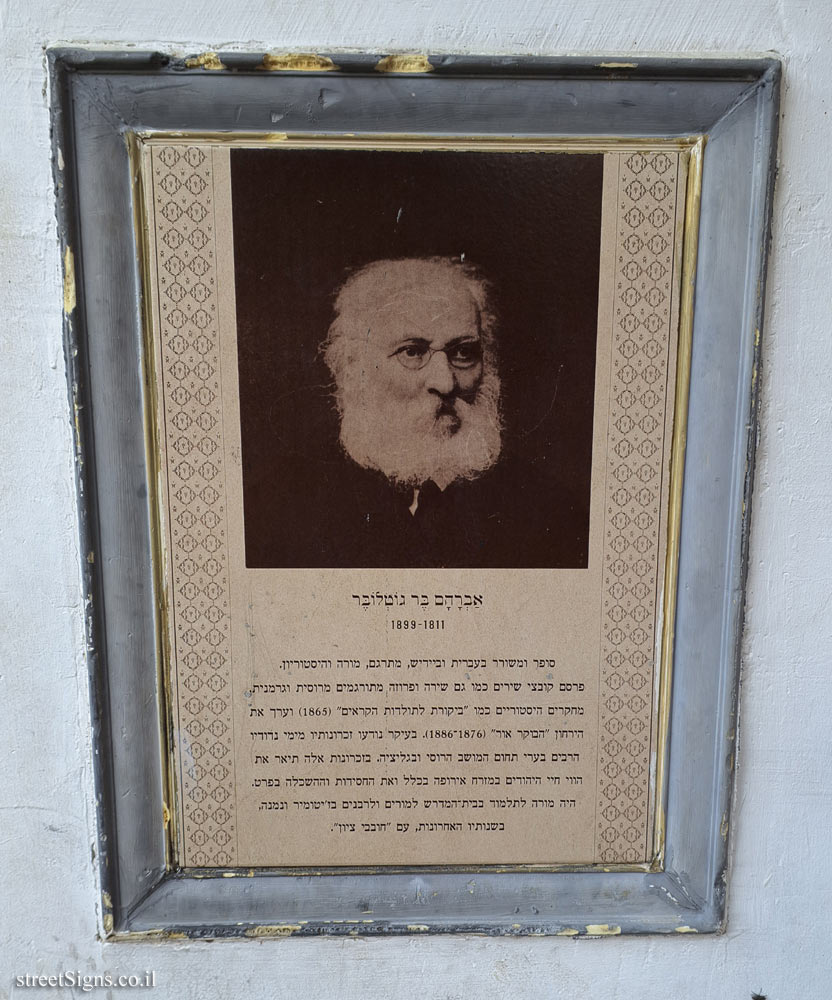 אַבְרָהָם בֶּר גוֹטְלוֹבֶּר
1899-1811
סופר ומשורר בעברית וביידיש, מתרגם, מורה והיסטוריון.
פרסם קובצי שירים כמו גם שירה ופרוזה מתורגמים מרוסית וגרמנית,
מחקרים היסטוריים כמו "ביקורת לתולדות הקראים" (1865) וערך את
הירחון "הבוקר אור" (1876־1886). בעיקר נודעו זכרונותיו מימי נדודיו
הרבים בערי תחום המושב הרוסי ובגליציה. בזכרונות אלה תיאר את
הווי חיי היהודים במזרח אירופה בכלל ואת החסידות וההשכלה בפרט.
היה מורה לתלמוד בבית־המדרש למורים ולרבנים בז'יטומיר ונמנה,
בשנותיו האחרונות, עם "חובבי ציון".
streetSigns.co.il